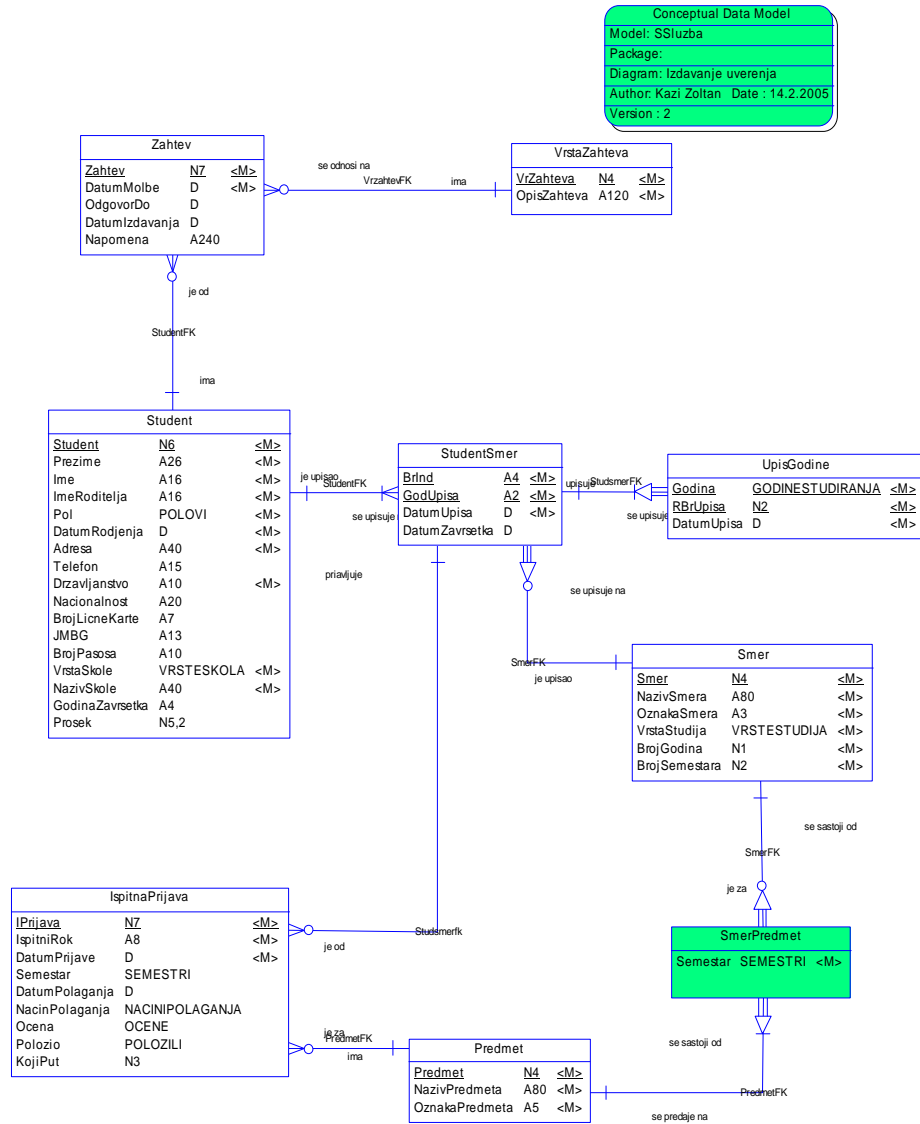 Conceptual Data Model
Model: SSluzba
Package:
Diagram: Izdavanje uverenja
Author: Kazi Zoltan Date : 14.2.2005
Version : 2
Zahtev
Zahtev N7 <M>
DatumMolbe D <M>
OdgovorDo D
DatumIzdavanja D
Napomena A240
se odnosi na
VrzahtevFK
ima
VrstaZahteva
VrZahteva N4 <M>
OpisZahteva A120 <M>
je od
StudentFK
ima
Student
Student N6 <M>
Prezime A26 <M>
Ime A16 <M>
ImeRoditelja A16 <M>
Pol POLOVI <M>
DatumRodjenja D <M>
Adresa A40 <M>
Telefon A15
Drzavljanstvo A10 <M>
Nacionalnost A20
BrojLicneKarte A7
JMBG A13
BrojPasosa A10
VrstaSkole VRSTESKOLA <M>
NazivSkole A40 <M>
GodinaZavrsetka A4
Prosek N5,2
je upisao
StudentFK
se upisuje
StudentSmer
BrInd A4 <M>
GodUpisa A2 <M>
DatumUpisa D <M>
DatumZavrsetka D
upisuje
StudsmerFK
se upisuje
UpisGodine
Godina GODINESTUDIRANJA <M>
RBrUpisa N2 <M>
DatumUpisa D <M>
priavljuje
se upisuje na
SmerFK
je upisao
Smer
Smer N4 <M>
NazivSmera A80 <M>
OznakaSmera A3 <M>
VrstaStudija VRSTESTUDIJA <M>
BrojGodina N1 <M>
BrojSemestara N2 <M>
se sastoji od
SmerFK
je za
SmerPredmet
Semestar SEMESTRI <M>
se sastoji od
PredmetFK
se predaje na
IspitnaPrijava
IPrijava N7 <M>
IspitniRok A8 <M>
DatumPrijave D <M>
Semestar SEMESTRI
DatumPolaganja D
NacinPolaganja NACINIPOLAGANJA
Ocena OCENE
Polozio POLOZILI
KojiPut N3
Studsmerfk
je od
je za
PredmetFK
ima
Predmet
Predmet N4 <M>
NazivPredmeta A80 <M>
OznakaPredmeta A5 <M>